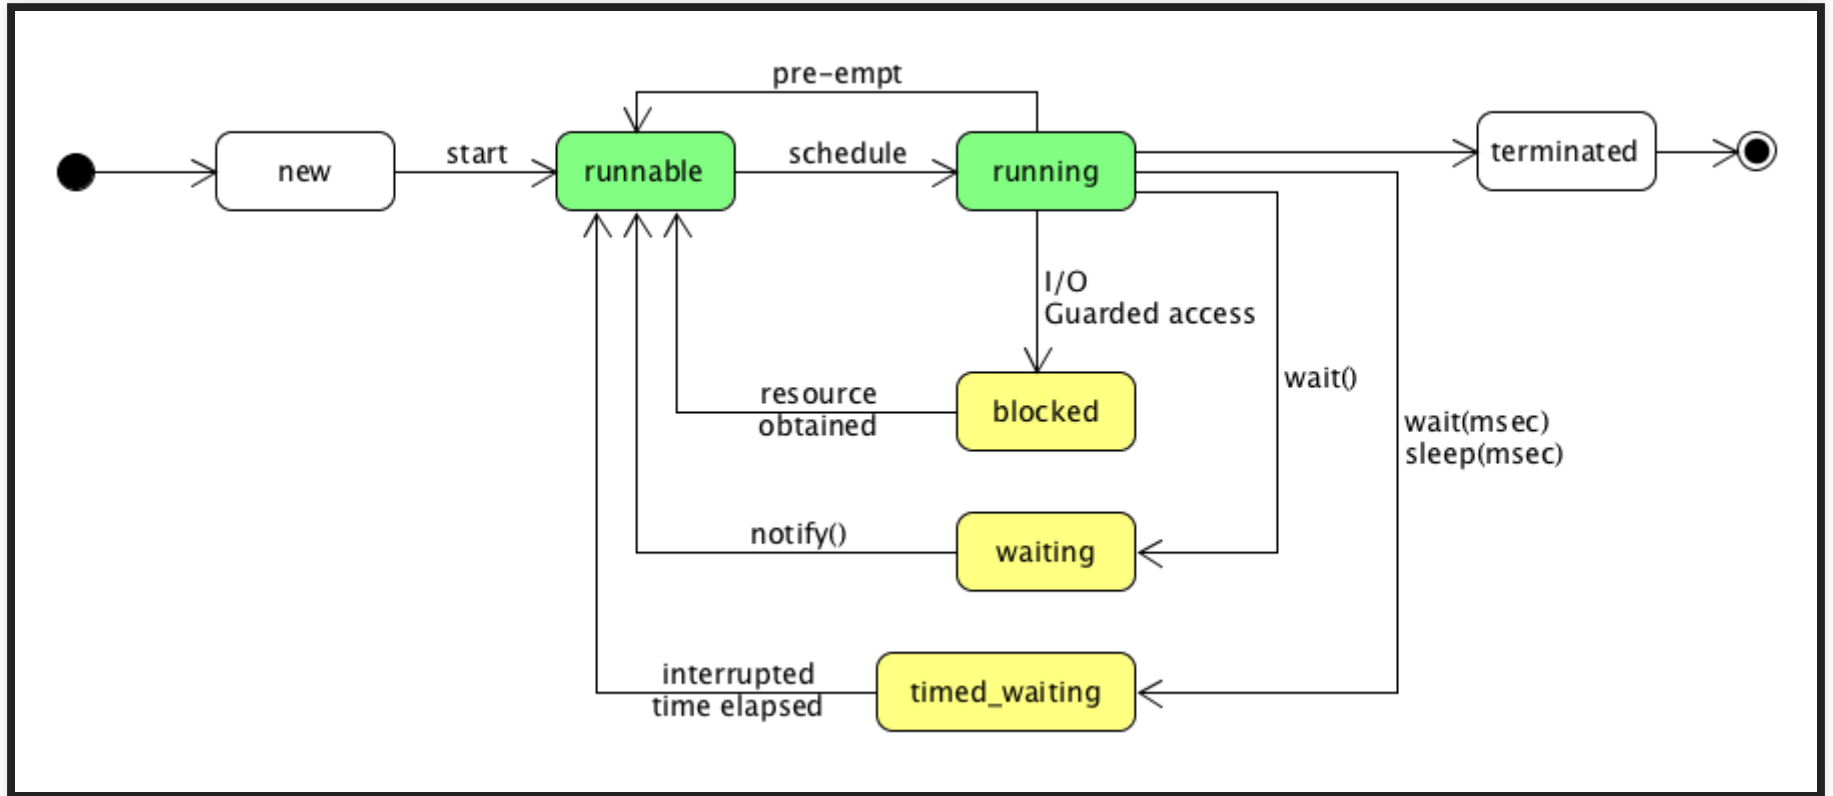 pre-empt
new
start
runnable
schedule
running
terminated
I/O
Guarded access
wait()
resource
obtained
blocked
wait(msec)
sleep(msec)
notify()
waiting
interrupted
time elapsed
timed_waiting